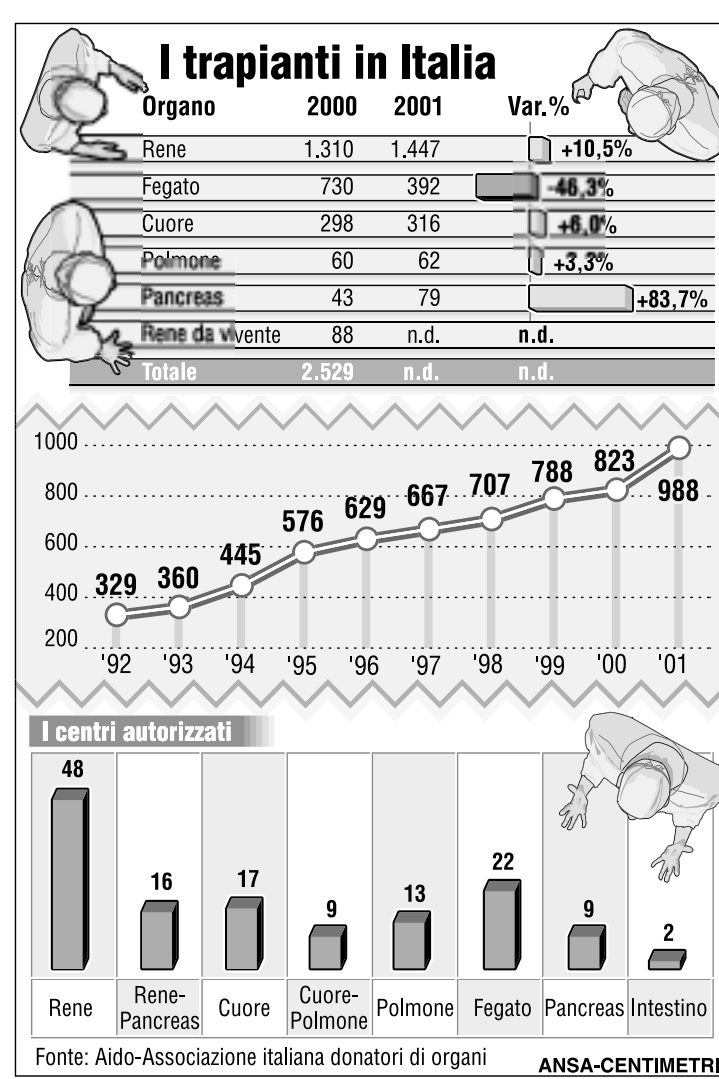 I trapianti in Italia
Organo 2000 2001 Var.%
Rene 1.310 1.447 +10,5%
Fegato 730 392 -46,3%
Cuore 298 316 +6,0%
Polmone 60 62 +3,3%
Pancreas 43 79 +83,7%
Rene da vivente 88 n.d. n.d.
Totale 2.529 n.d. n.d.
1000
800
600
400
200
329 360 445 576 629 667 707 788 823 988
'92 '93 '94 '95 '96 '97 '98 '99 '00 '01
I centri autorizzati
48 16 17 9 13 22 9 2
Rene Rene-Pancreas Cuore Cuore-Polmone Polmone Fegato Pancreas Intestino
Fonte: Aido-Associazione italiana donatori di organi
ANSA-CENTIMETRI